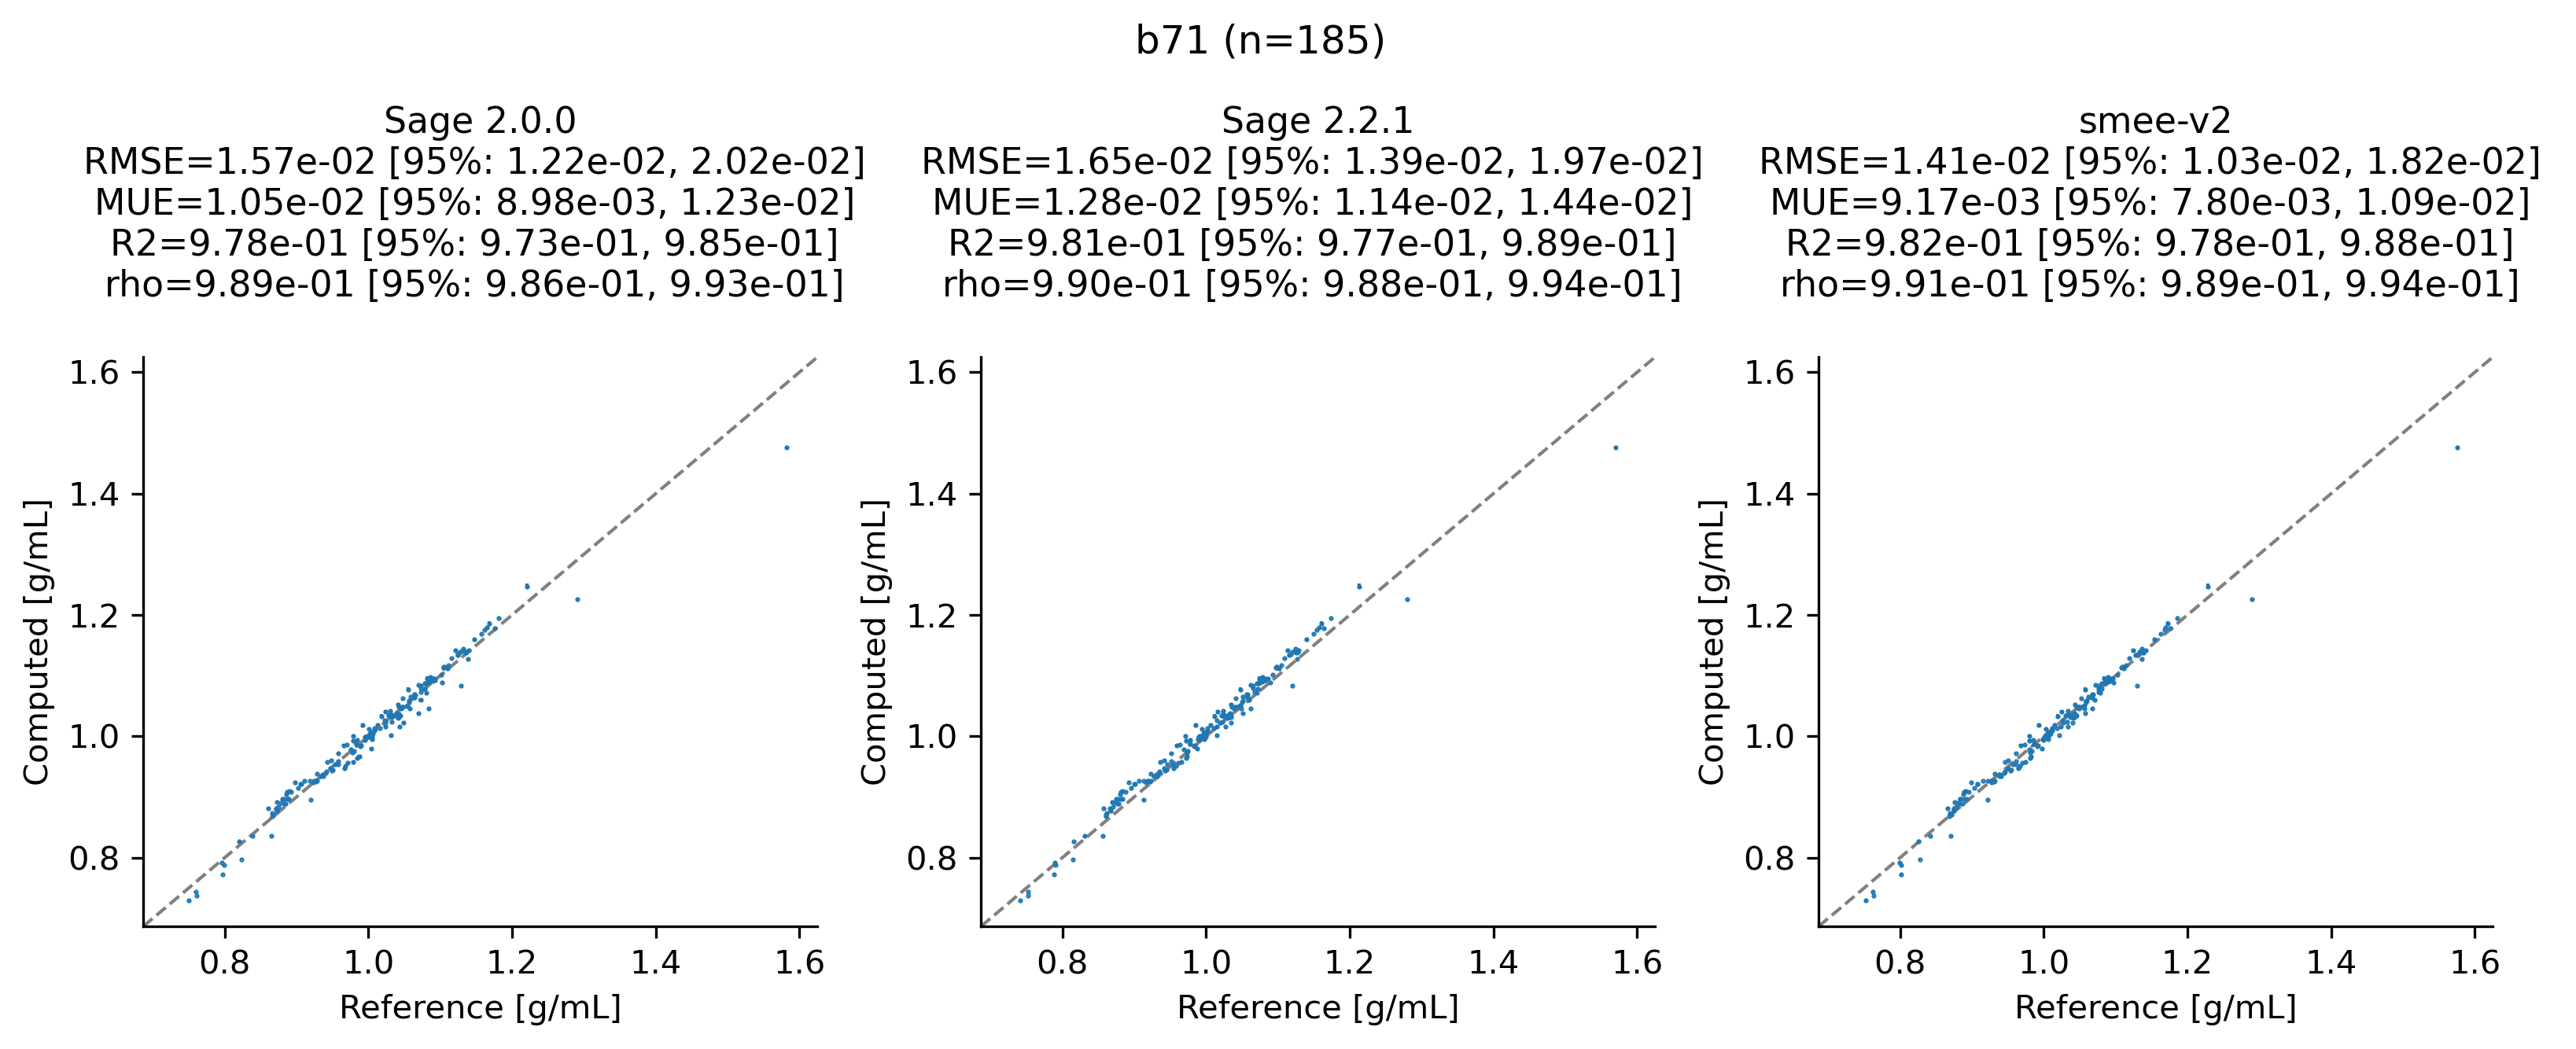 b71 (n=185)
Sage 2.0.0
RMSE=1.57e-02 [95%: 1.22e-02, 2.02e-02]
MUE=1.05e-02 [95%: 8.98e-03, 1.23e-02]
R2=9.78e-01 [95%: 9.73e-01, 9.85e-01]
rho=9.89e-01 [95%: 9.86e-01, 9.93e-01]
1.6
1.4
1.2
1.0
0.8
Computed [g/mL]
0.8 1.0 1.2 1.4 1.6
Reference [g/mL]
Sage 2.2.1
RMSE=1.65e-02 [95%: 1.39e-02, 1.97e-02]
MUE=1.28e-02 [95%: 1.14e-02, 1.44e-02]
R2=9.81e-01 [95%: 9.77e-01, 9.89e-01]
rho=9.90e-01 [95%: 9.88e-01, 9.94e-01]
1.6
1.4
1.2
1.0
0.8
Computed [g/mL]
0.8 1.0 1.2 1.4 1.6
Reference [g/mL]
smee-v2
RMSE=1.41e-02 [95%: 1.03e-02, 1.82e-02]
MUE=9.17e-03 [95%: 7.80e-03, 1.09e-02]
R2=9.82e-01 [95%: 9.78e-01, 9.88e-01]
rho=9.91e-01 [95%: 9.89e-01, 9.94e-01]
1.6
1.4
1.2
1.0
0.8
Computed [g/mL]
0.8 1.0 1.2 1.4 1.6
Reference [g/mL]